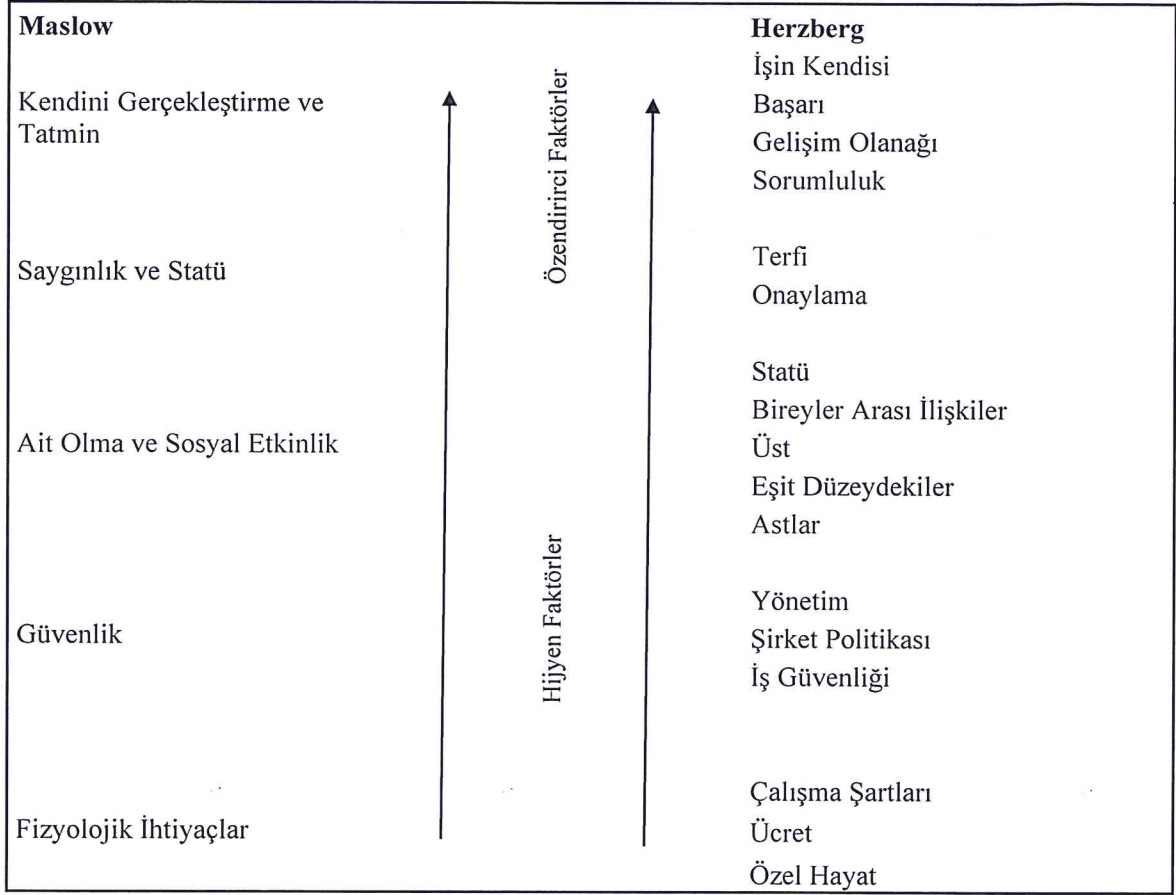 Maslow
Kendini Gerçekleştirme ve
Tatmin
Saygınlık ve Statü
Ait Olma ve Sosyal Etkinlik
Güvenlik
Fizyolojik İhtiyaçlar
Özendirirci Faktörler
Hijyen Faktörler
Herzberg
İşin Kendisi
Başarı
Gelişim Olanağı
Sorumluluk
Terfi
Onaylama
Statü
Bireyler Arası İlişkiler
Üst
Eşit Düzeydekiler
Astlar
Yönetim
Şirket Politikası
İş Güvenliği
Çalışma Şartları
Ücret
Özel Hayat